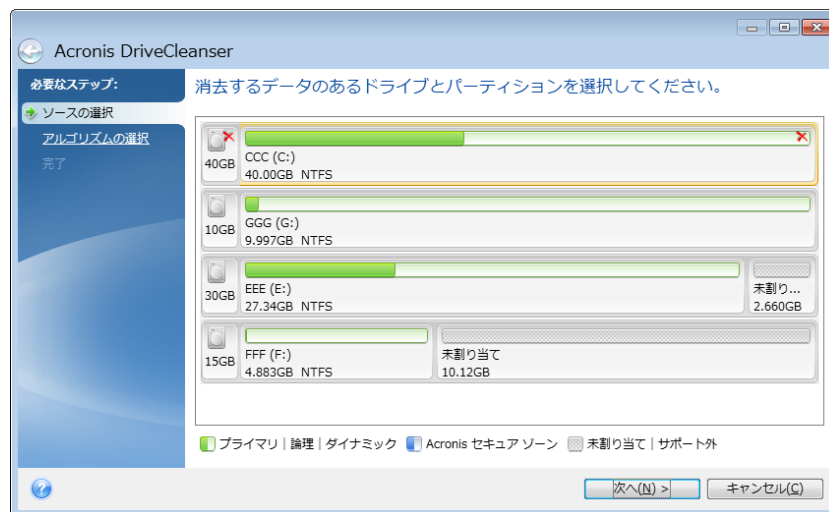 Acronis DriveCleanser
必要なステップ:
ソースの選択
アルゴリズムの選択
完了
消去するデータのあるドライブとパーティションを選択してください。
40GB
CCC (C:)
40.00GB NTFS
10GB
GGG (G:)
9.997GB NTFS
30GB
EEE (E:)
27.34GB NTFS
未割り...
2.660GB
15GB
FFF (F:)
4.883GB NTFS
未割り当て
10.12GB
プライマリ | 論理 | ダイナミック Acronis セキュア ゾーン 未割り当て | サポート外
次へ(N) >
キャンセル(C)